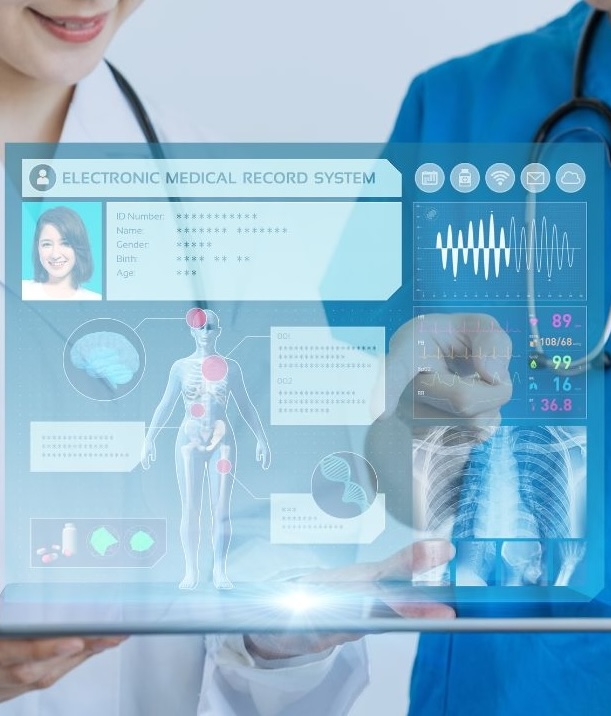 ELECTRONIC MEDICAL RECORD SYSTEM
ID Number: ***********
Name: ***** *******
Gender: *****
Birth: **** ** **
Age: ***
001
002
89
108/68
99
16
36.8